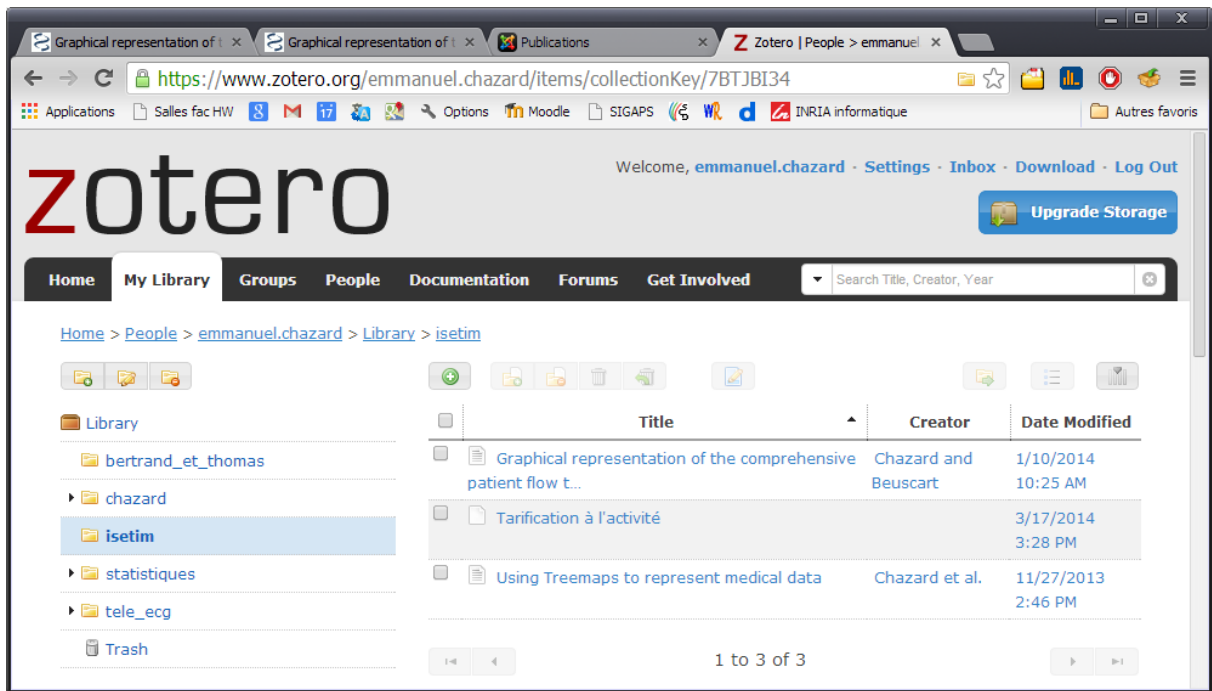 Graphical representation of t
Graphical representation of t
Publications
Zotero | People > emmanuel
https://www.zotero.org/emmanuel.chazard/items/collectionKey/7BTJBI34
Applications Salles fac HW 8 17 Options Moodle SIGAPS WR d INRIA informatique Autres favoris
zotero
Welcome, emmanuel.chazard · Settings · Inbox · Download · Log Out
Upgrade Storage
Home My Library Groups People Documentation Forums Get Involved Search Title, Creator, Year
Home > People > emmanuel.chazard > Library > isetim
Library
bertrand_et_thomas
chazard
isetim
statistiques
tele_ecg
Trash
Title Creator Date Modified
Graphical representation of the comprehensive
patient flow t...
Chazard and
Beuscart
1/10/2014
10:25 AM
Tarification à l'activité
3/17/2014
3:28 PM
Using Treemaps to represent medical data
Chazard et al.
11/27/2013
2:46 PM
1 to 3 of 3